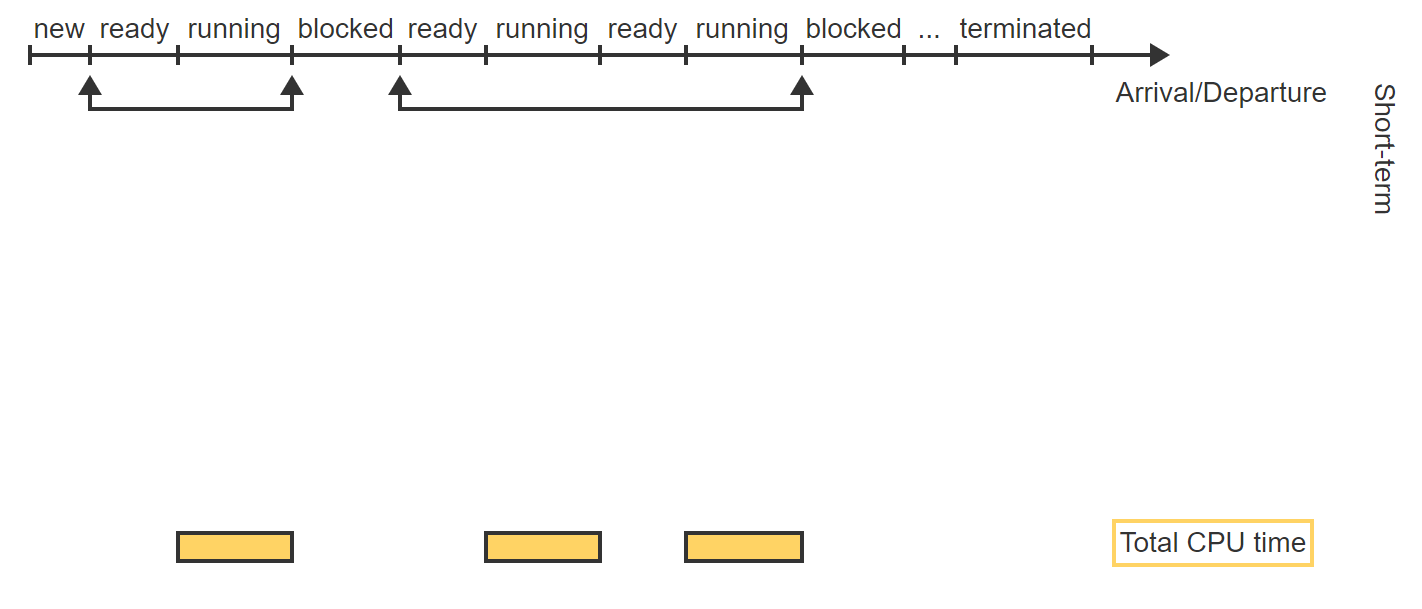 new ready running blocked ready running ready running blocked ... terminated
Arrival/Departure
Short-term
Total CPU time